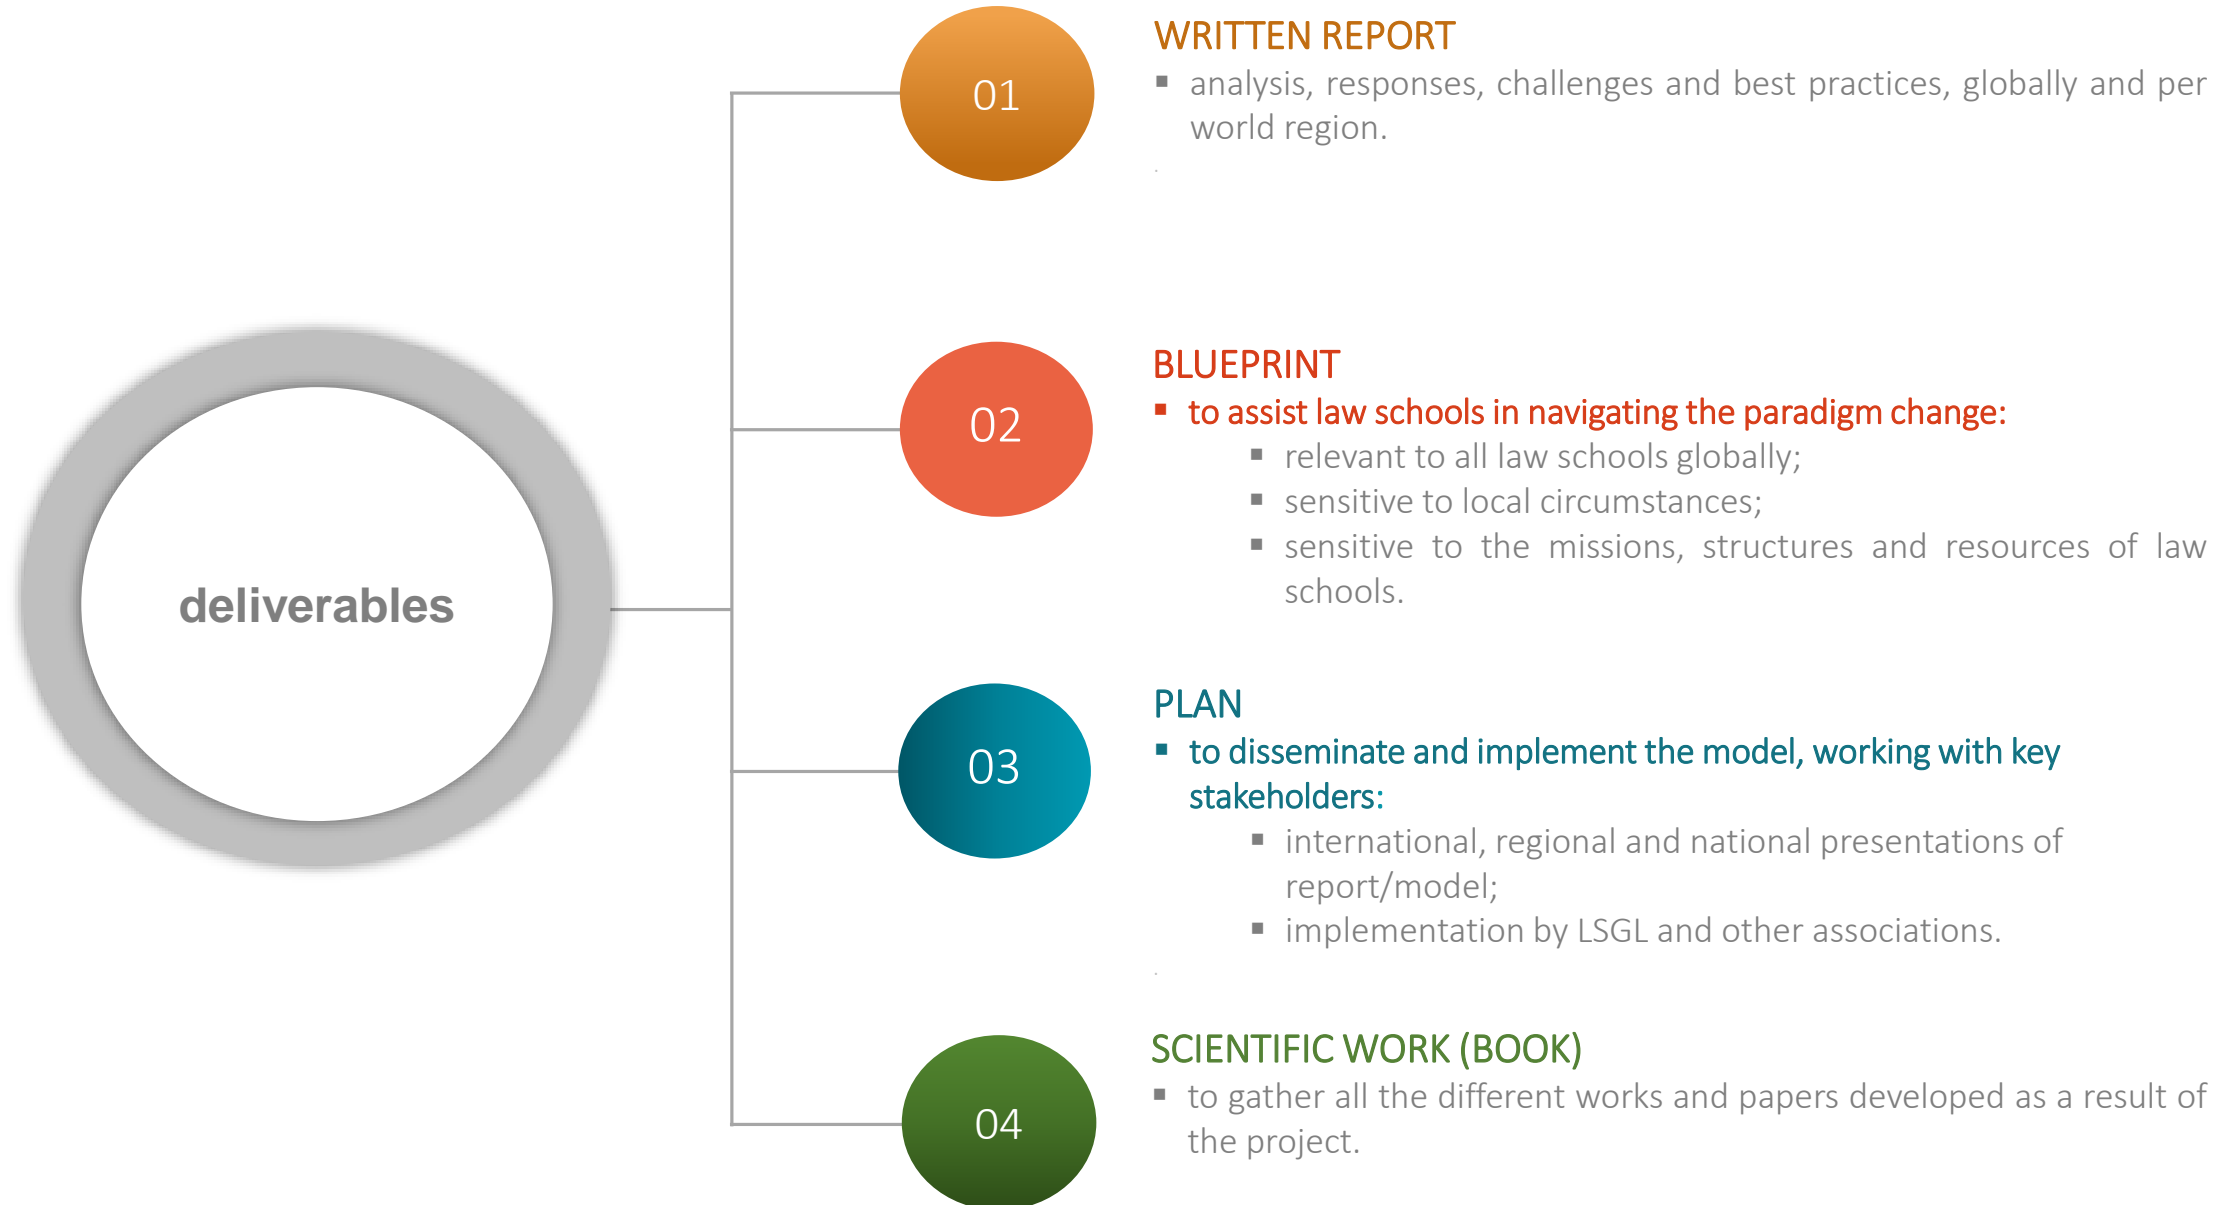 deliverables
01
WRITTEN REPORT
▪ analysis, responses, challenges and best practices, globally and per
world region.
.
02
BLUEPRINT
▪ to assist law schools in navigating the paradigm change:
▪ relevant to all law schools globally;
▪ sensitive to local circumstances;
▪ sensitive to the missions, structures and resources of law
schools.
03
PLAN
▪ to disseminate and implement the model, working with key
stakeholders:
▪ international, regional and national presentations of
report/model;
▪ implementation by LSGL and other associations.
.
04
SCIENTIFIC WORK (BOOK)
▪ to gather all the different works and papers developed as a result of
the project.